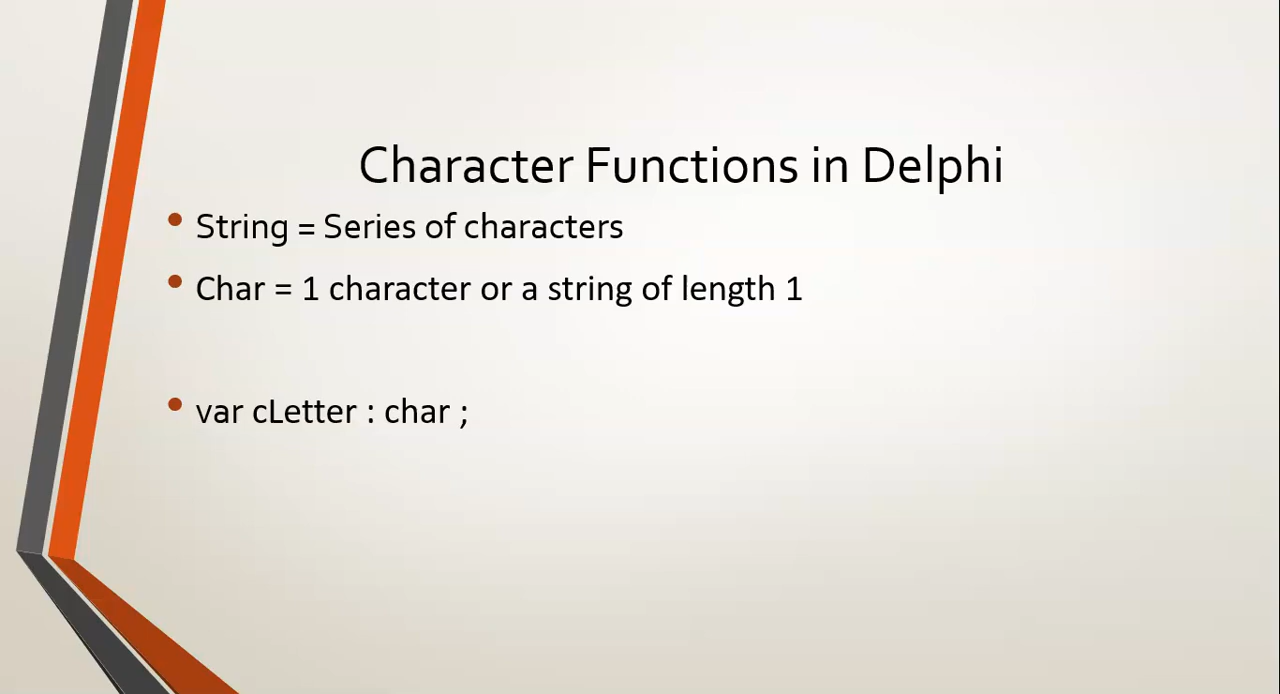 Character Functions in Delphi
• String = Series of characters
• Char = 1 character or a string of length 1
• var cLetter : char ;